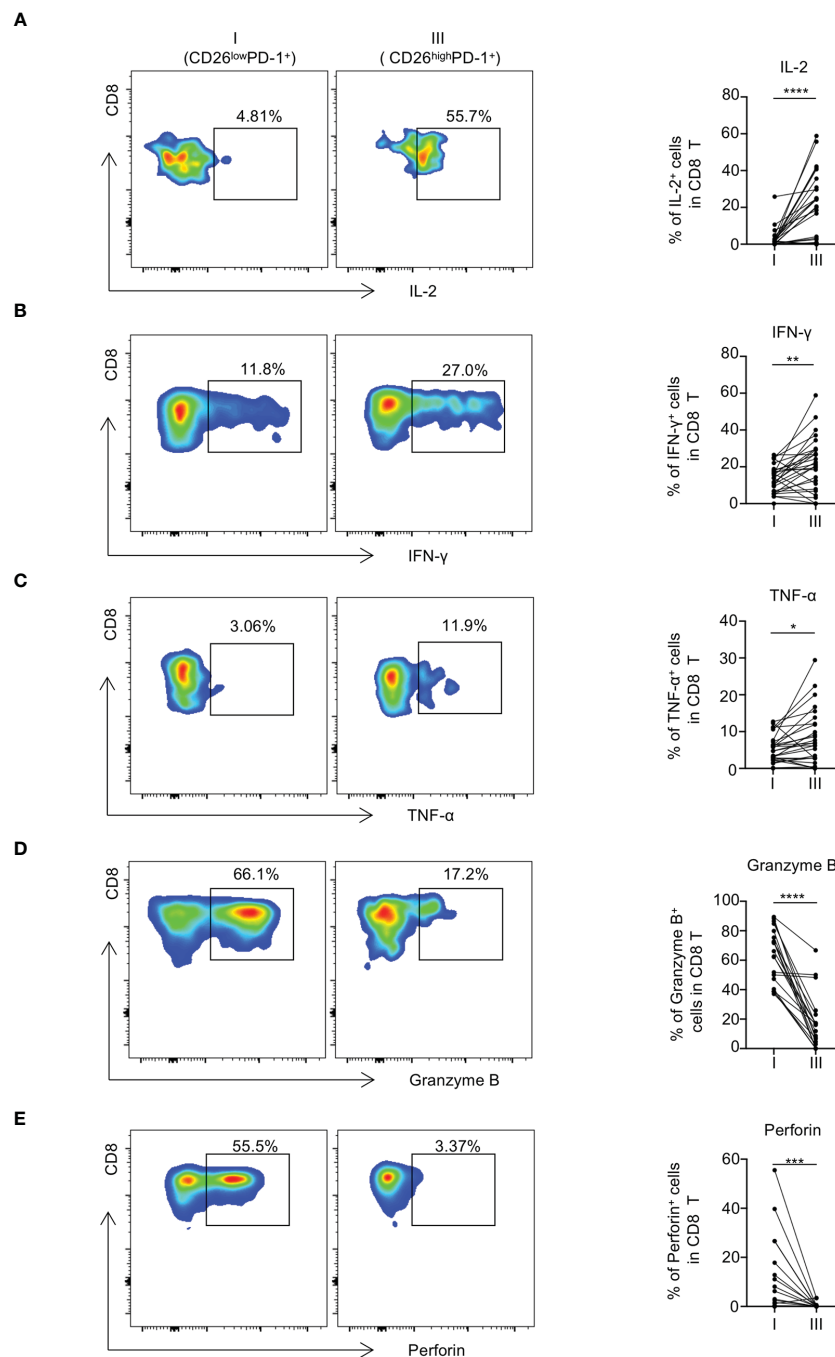 A
I
(CD26lowPD-1+)
III
( CD26highPD-1+)
CD8
4.81%
55.7%
IL-2
IL-2
****
% of IL-2+ cells
in CD8 T
80
60
40
20
0
I III
B
CD8
11.8%
27.0%
IFN-γ
IFN-γ
**
% of IFN-γ+ cells
in CD8 T
80
60
40
20
0
I III
C
CD8
3.06%
11.9%
TNF-α
TNF-α
*
% of TNF-α+ cells
in CD8 T
40
30
20
10
0
I III
D
CD8
66.1%
17.2%
Granzyme B
Granzyme B
****
% of Granzyme B+
cells in CD8 T
100
80
60
40
20
0
I III
E
CD8
55.5%
3.37%
Perforin
Perforin
***
% of Perforin+ cells
in CD8 T
60
40
20
0
I III